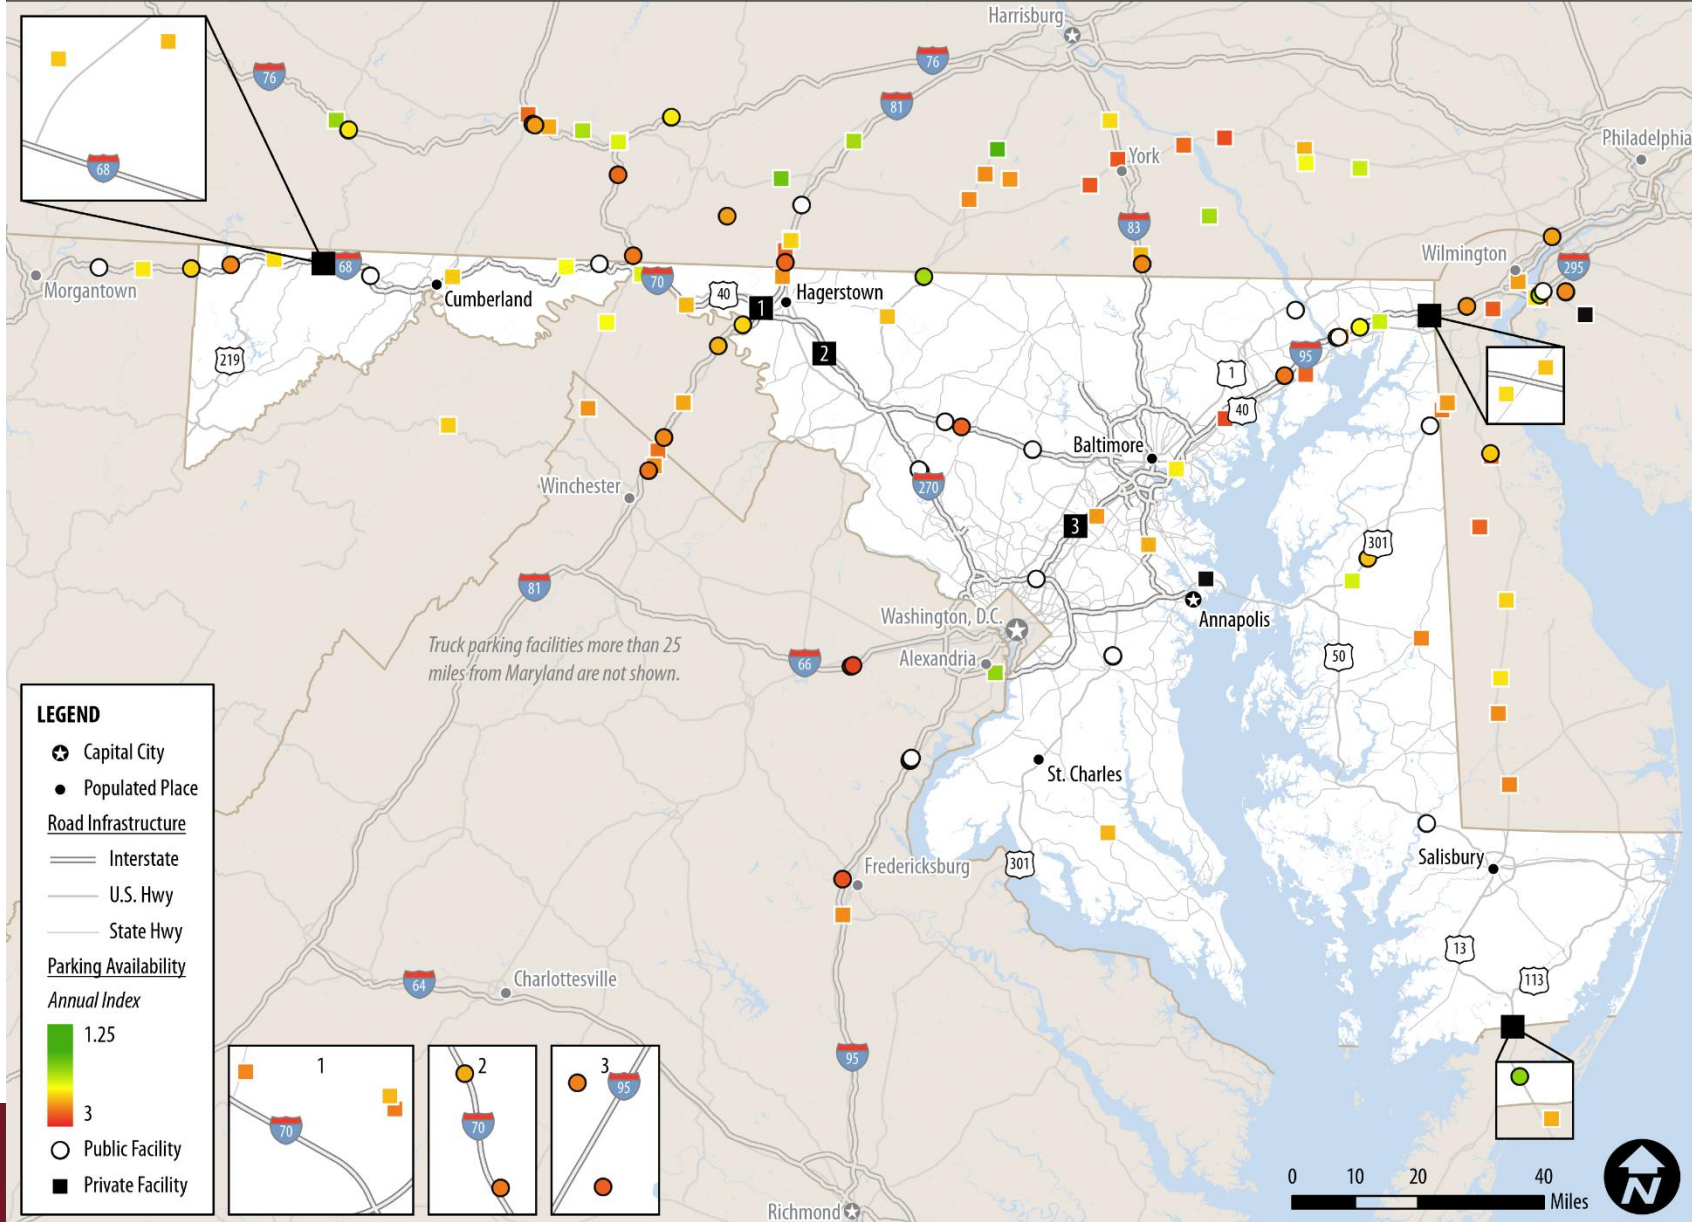 Harrisburg
76
76
81
68
York
Philadelphia
83
Wilmington
295
Morgantown
68
Cumberland
70
40
1
Hagerstown
219
2
95
1
40
Baltimore
Winchester
270
3
301
81
Annapolis
Washington, D.C.
Truck parking facilities more than 25
miles from Maryland are not shown.
66
Alexandria
50
LEGEND
Capital City
Populated Place
Road Infrastructure
Interstate
U.S. Hwy
State Hwy
Parking Availability
Annual Index
1.25
3
Public Facility
Private Facility
St. Charles
Fredericksburg
301
Salisbury
13
113
64
Charlottesville
95
1
70
2
70
3
95
Richmond
0 10 20 40
Miles
N